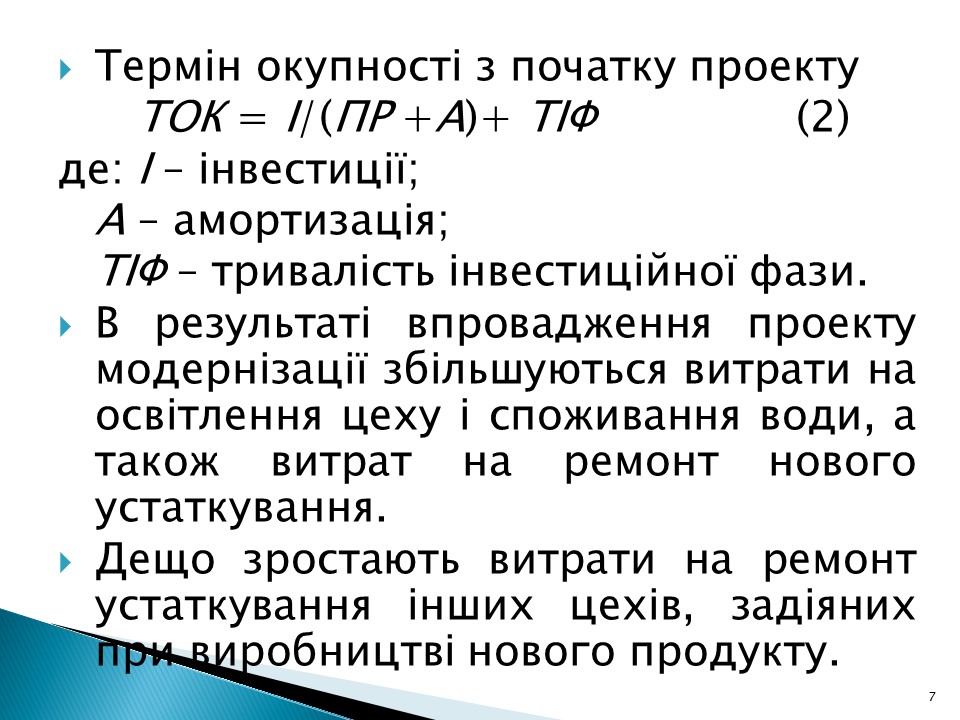 Термін окупності з початку проекту
ТОК = І/(ПР +А)+ ТІФ (2)
де: І – інвестиції;
А – амортизація;
ТІФ – тривалість інвестиційної фази.
В результаті впровадження проекту
модернізації збільшуються витрати на
освітлення цеху і споживання води, а
також витрат на ремонт нового
устаткування.
Дещо зростають витрати на ремонт
устаткування інших цехів, задіяних
при виробництві нового продукту.
7